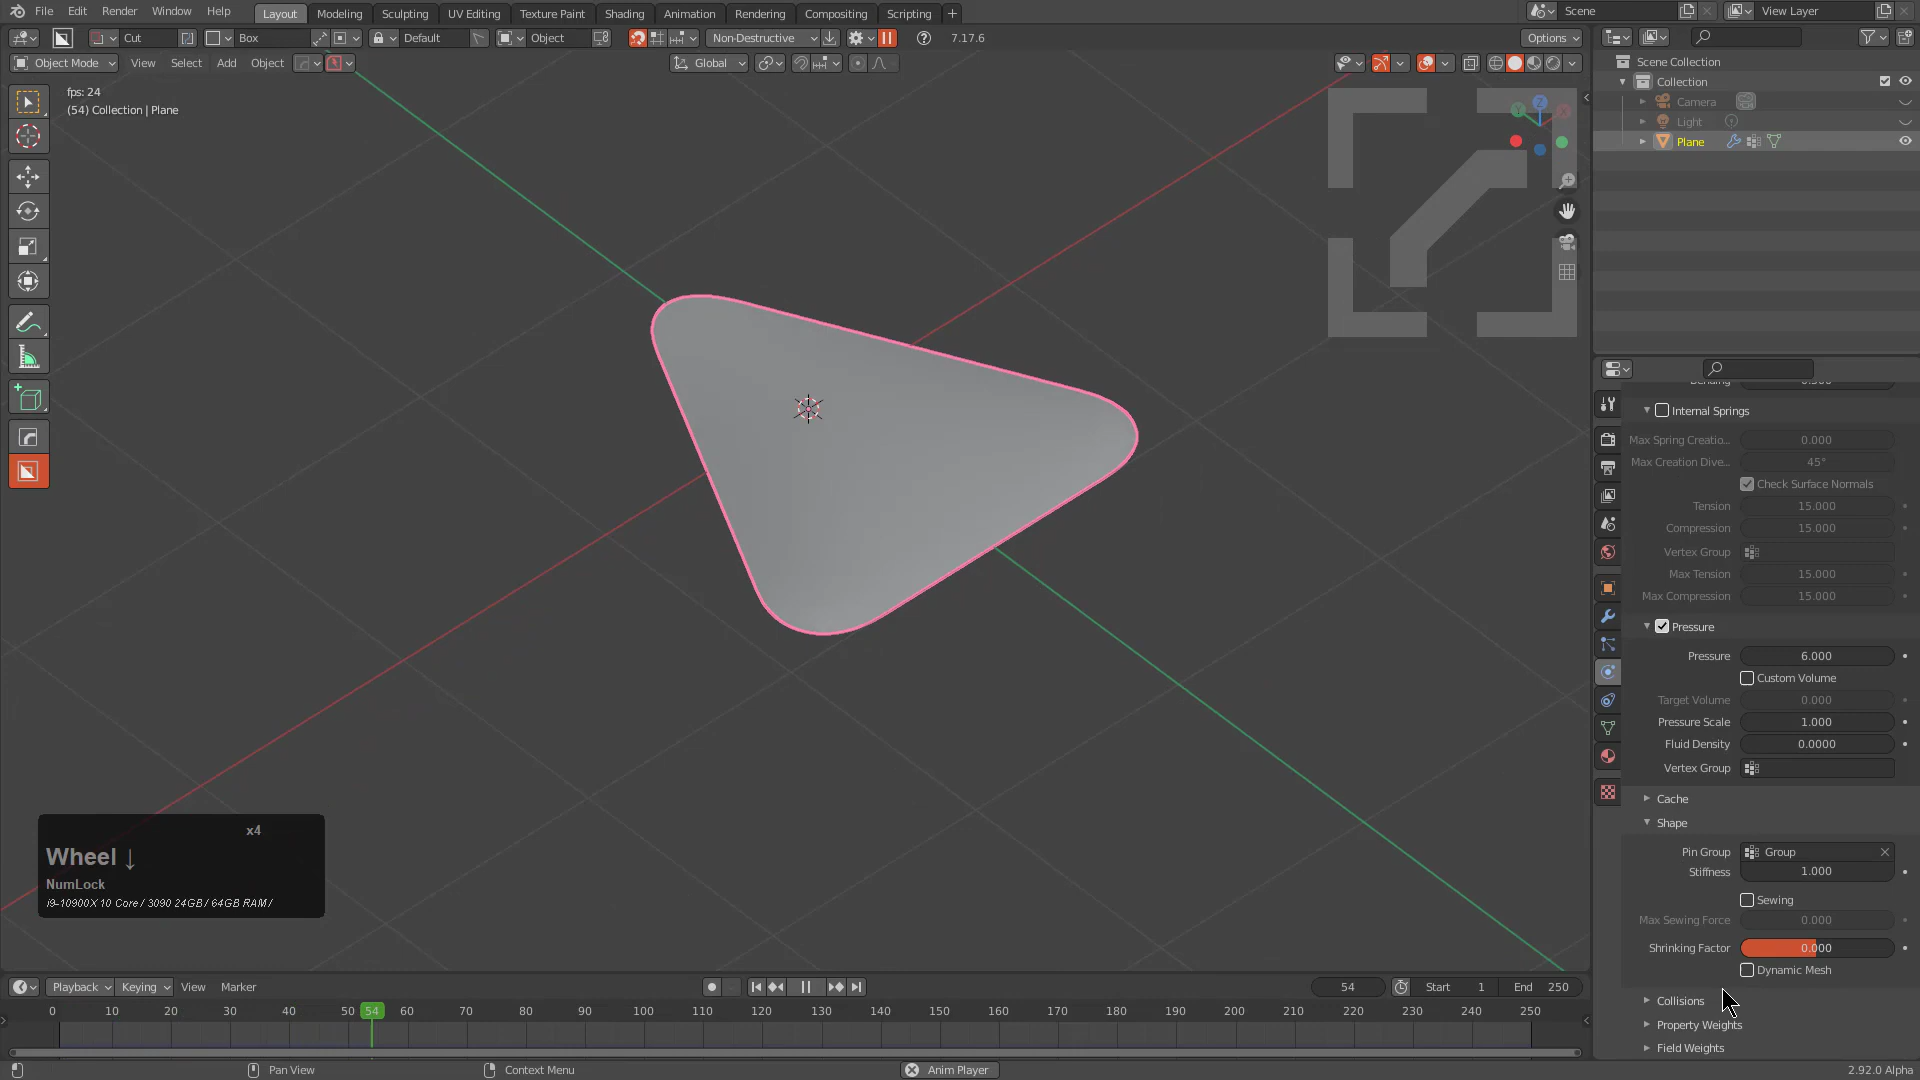 File Edit Render Window Help Layout Modeling Sculpting UV Editing Texture Paint Shading Animation Rendering Compositing Scripting + Scene View Layer
Cut Box Default Object Non-Destructive 7.17.6 Options
Object Mode View Select Add Object Global
fps: 24
(54) Collection | Plane
Scene Collection
Collection
Camera
Light
Plane
Z
Y
Internal Springs
Max Spring Creatio... 0.000
Max Creation Dive... 45°
Check Surface Normals
Tension 15.000
Compression 15.000
Vertex Group
Max Tension 15.000
Max Compression 15.000
Pressure
Pressure 6.000
Custom Volume
Target Volume 0.000
Pressure Scale 1.000
Fluid Density 0.0000
Vertex Group
Cache
Shape
Pin Group Group
Stiffness 1.000
Sewing
Max Sewing Force 0.000
Shrinking Factor 0.000
Dynamic Mesh
Collisions
Property Weights
Field Weights
x4
Wheel ↓
NumLock
i9-10900X 10 Core / 3090 24GB / 64GB RAM /
Playback Keying View Marker 54 Start 1 End 250
0 10 20 30 40 50 54 60 70 80 90 100 110 120 130 140 150 160 170 180 190 200 210 220 230 240 250
Pan View Context Menu Anim Player 2.92.0 Alpha